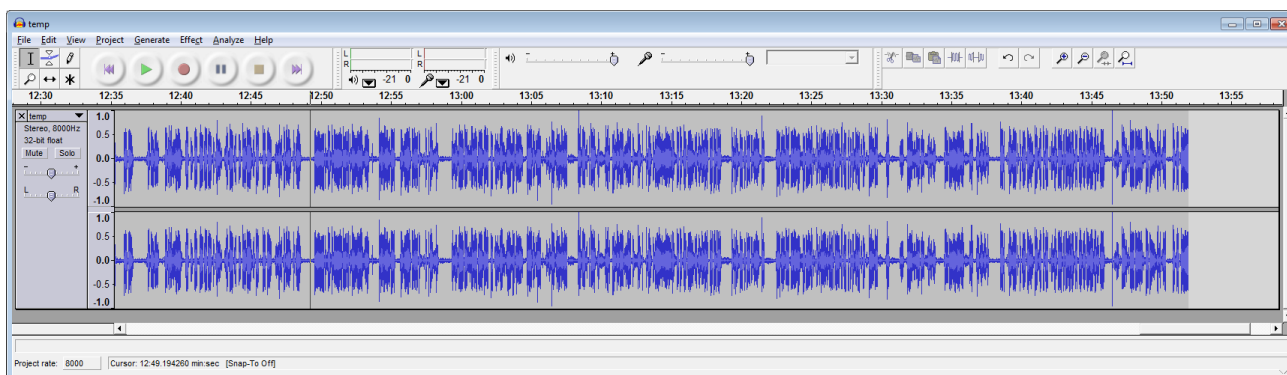 temp
File Edit View Project Generate Effect Analyze Help
L
R
-21 0
L
R
-21 0
12:30 12:35 12:40 12:45 12:50 12:55 13:00 13:05 13:10 13:15 13:20 13:25 13:30 13:35 13:40 13:45 13:50 13:55
temp
Stereo, 8000Hz
32-bit float
Mute Solo
- +
L R
1.0
0.5
0.0
-0.5
-1.0
1.0
0.5
0.0
-0.5
-1.0
Project rate: 8000 Cursor: 12:49.194260 min:sec [Snap-To Off]